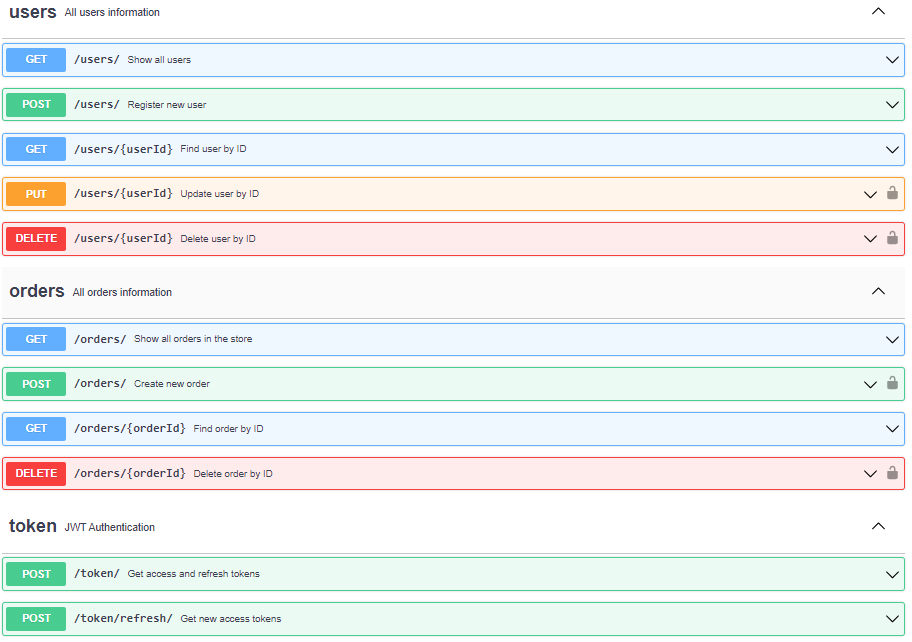 users All users information
GET /users/ Show all users
POST /users/ Register new user
GET /users/{userId} Find user by ID
PUT /users/{userId} Update user by ID
DELETE /users/{userId} Delete user by ID
orders All orders information
GET /orders/ Show all orders in the store
POST /orders/ Create new order
GET /orders/{orderId} Find order by ID
DELETE /orders/{orderId} Delete order by ID
token JWT Authentication
POST /token/ Get access and refresh tokens
POST /token/refresh/ Get new access tokens